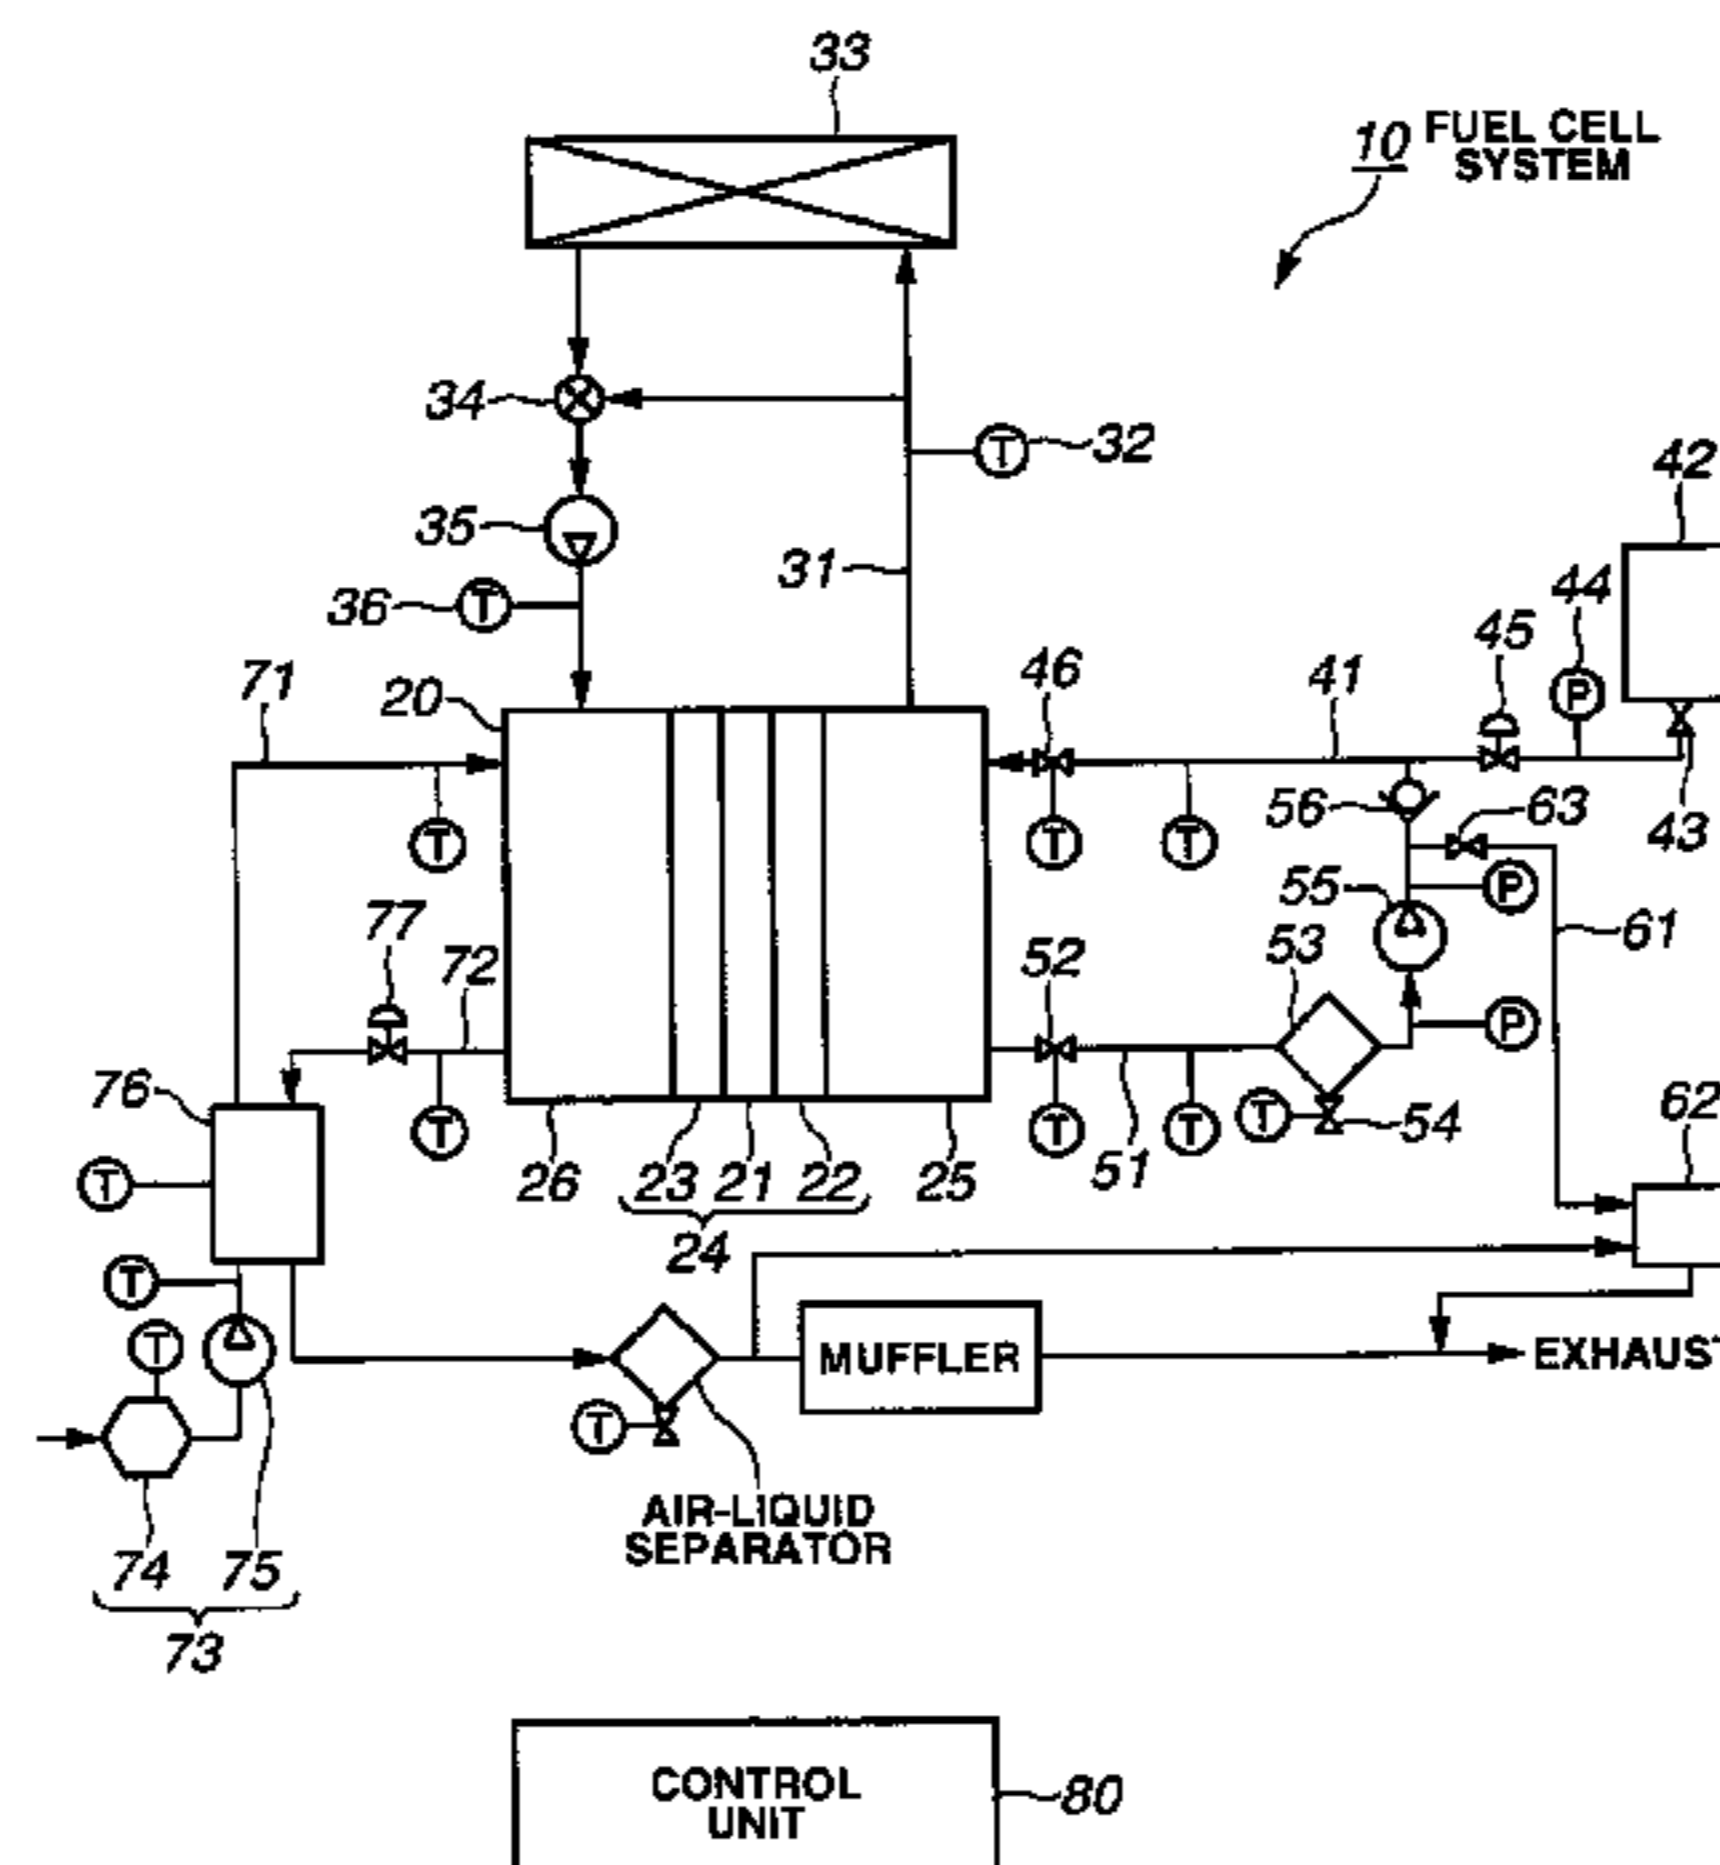 33
10 FUEL CELL
SYSTEM
34
32
42
35
44
31
36
45
71
20
46
41
T
T
T
P
T
T
T
56
63
43
55
P
77
53
61
72
52
P
76
T
T
T
T
54
62
T
26
23
21
22
25
51
24
T
T
MUFFLER
EXHAUST
T
AIR-LIQUID
SEPARATOR
74
75
73
CONTROL
UNIT
80